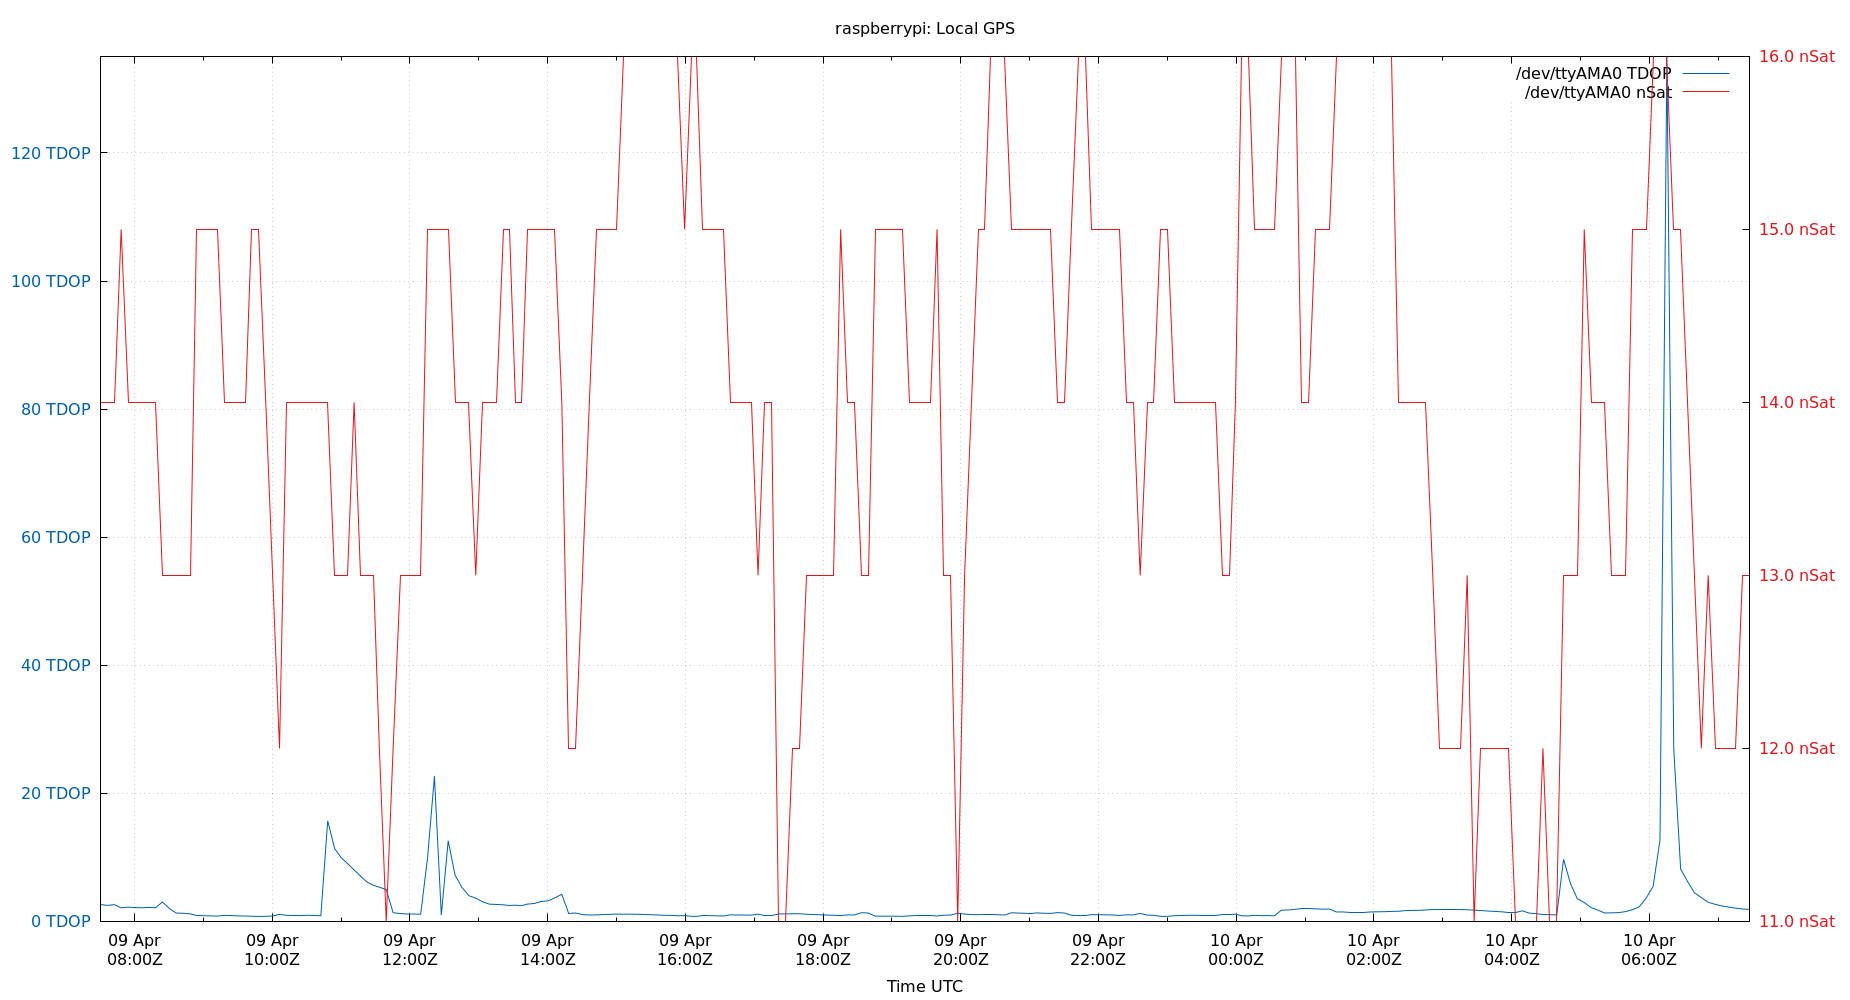 raspberrypi: Local GPS
/dev/ttyAMA0 TDOP
/dev/ttyAMA0 nSat
120 TDOP
100 TDOP
80 TDOP
60 TDOP
40 TDOP
20 TDOP
0 TDOP
16.0 nSat
15.0 nSat
14.0 nSat
13.0 nSat
12.0 nSat
11.0 nSat
09 Apr
08:00Z
09 Apr
10:00Z
09 Apr
12:00Z
09 Apr
14:00Z
09 Apr
16:00Z
09 Apr
18:00Z
09 Apr
20:00Z
09 Apr
22:00Z
10 Apr
00:00Z
10 Apr
02:00Z
10 Apr
04:00Z
10 Apr
06:00Z
Time UTC